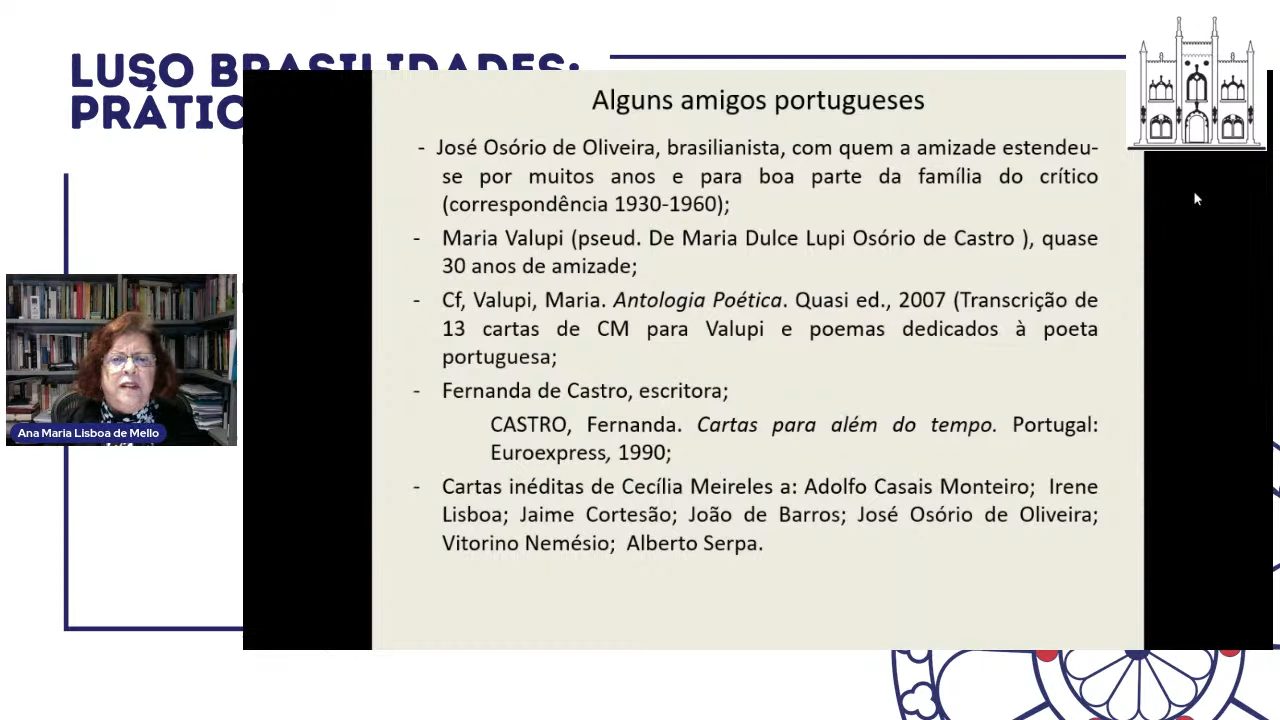 LUSO BRASILIDADES:
PRÁTIC
Alguns amigos portugueses
- José Osório de Oliveira, brasilianista, com quem a amizade estendeu-
se por muitos anos e para boa parte da família do crítico
(correspondência 1930-1960);
- Maria Valupi (pseud. De Maria Dulce Lupi Osório de Castro ), quase
30 anos de amizade;
- Cf, Valupi, Maria. Antologia Poética. Quasi ed., 2007 (Transcrição de
13 cartas de CM para Valupi e poemas dedicados à poeta
portuguesa;
- Fernanda de Castro, escritora;
CASTRO, Fernanda. Cartas para além do tempo. Portugal:
Euroexpress, 1990;
- Cartas inéditas de Cecília Meireles a: Adolfo Casais Monteiro; Irene
Lisboa; Jaime Cortesão; João de Barros; José Osório de Oliveira;
Vitorino Nemésio; Alberto Serpa.
Ana Maria Lisboa de Mello